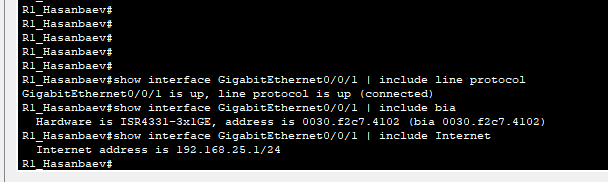 R1_Hasanbaev#
R1_Hasanbaev#
R1_Hasanbaev#
R1_Hasanbaev#
R1_Hasanbaev#
R1_Hasanbaev#show interface GigabitEthernet0/0/1 | include line protocol
GigabitEthernet0/0/1 is up, line protocol is up (connected)
R1_Hasanbaev#show interface GigabitEthernet0/0/1 | include bia
  Hardware is ISR4331-3x1GE, address is 0030.f2c7.4102 (bia 0030.f2c7.4102)
R1_Hasanbaev#show interface GigabitEthernet0/0/1 | include Internet
  Internet address is 192.168.25.1/24
R1_Hasanbaev#